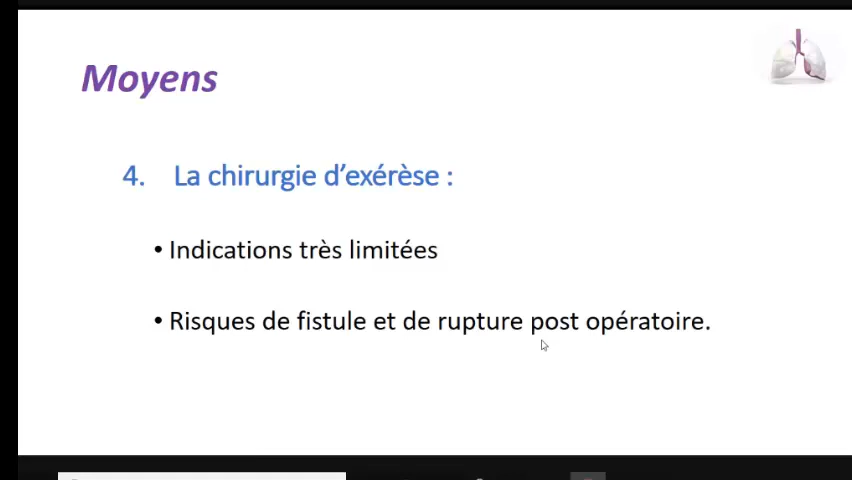 Moyens
4. La chirurgie d’exérèse :
• Indications très limitées
• Risques de fistule et de rupture post opératoire.